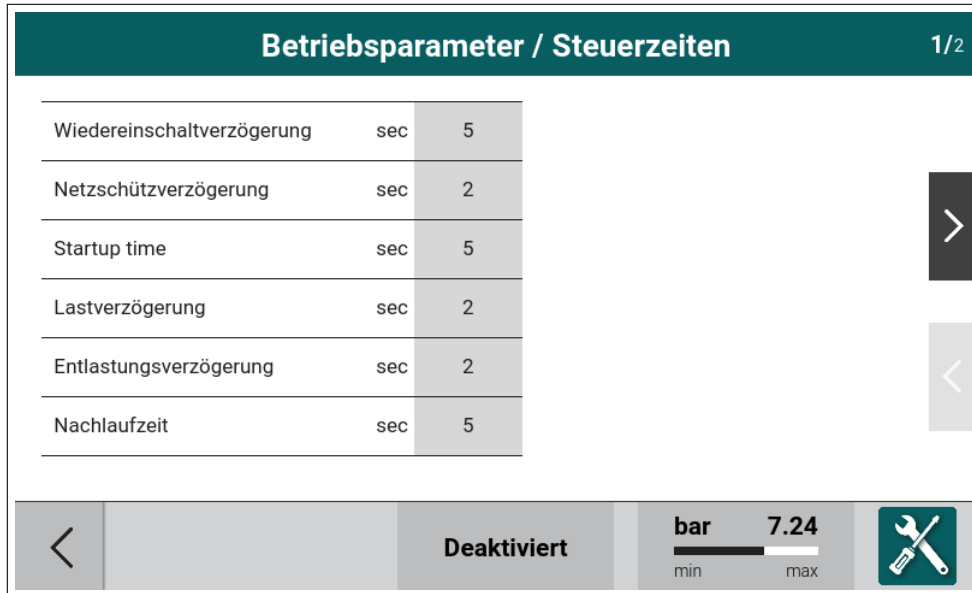 Betriebsparameter / Steuerzeiten 1/2
Wiedereinschaltverzögerung sec 5
Netzschützverzögerung sec 2
Startup time sec 5
Lastverzögerung sec 2
Entlastungsverzögerung sec 2
Nachlaufzeit sec 5
Deaktiviert
bar 7.24
min max